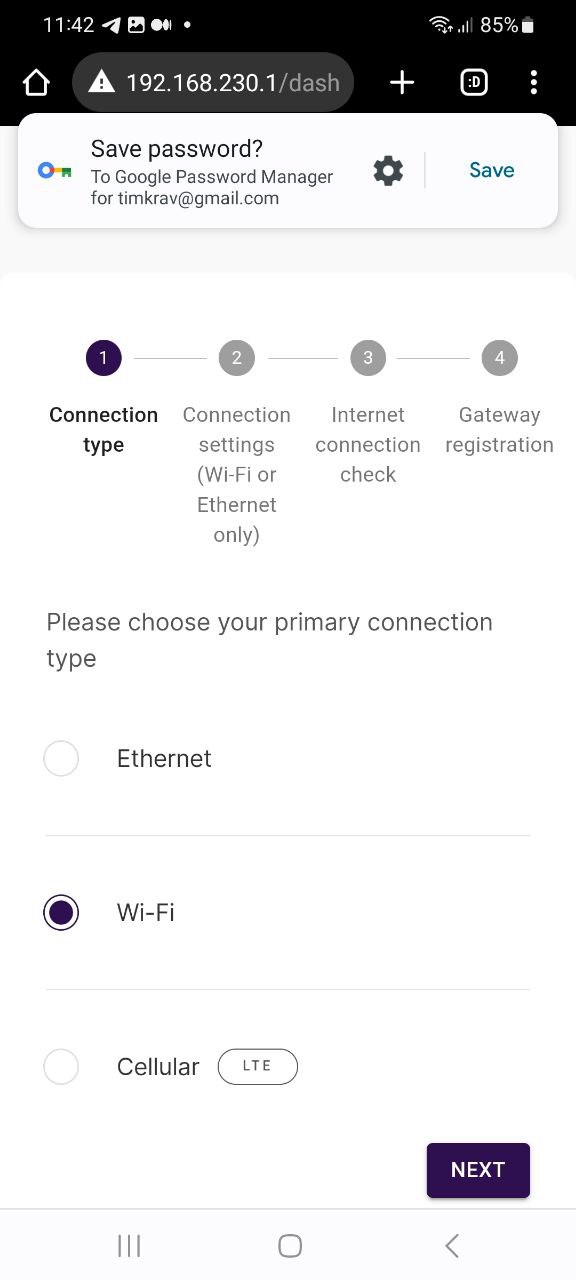 11:42
85%
192.168.230.1/dash
:D
Save password?
To Google Password Manager
for timkrav@gmail.com
Save
1
2
3
4
Connection
type
Connection
settings
(Wi-Fi or
Ethernet
only)
Internet
connection
check
Gateway
registration
Please choose your primary connection
type
Ethernet
Wi-Fi
Cellular
LTE
NEXT